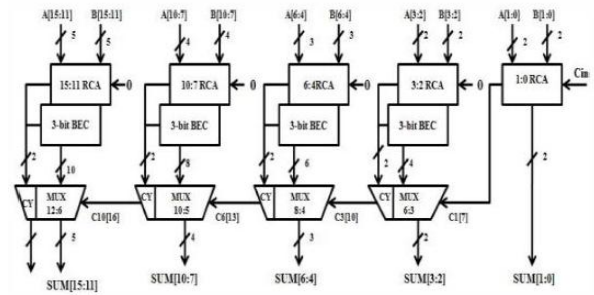 A[15:11] B[15:11] A[10:7] B[10:7] A[6:4] B[6:4] A[3:2] B[3:2] A[1:0] B[1:0]
5 5 4 4 3 3 2 2 2 2
15:11 RCA 0 10:7 RCA 0 6:4RCA 0 3:2 RCA 0 1:0 RCA Cin
3-bit BEC 3-bit BEC 3-bit BEC 3-bit BEC
2 10 2 8 2 6 2 4 2
CY MUX 12:6 C10[16] CY MUX 10:5 C6[13] CY MUX 8:4 C3[10] CY MUX 6:3 C1[7]
5 4 3 2
SUM[15:11] SUM[10:7] SUM[6:4] SUM[3:2] SUM[1:0]